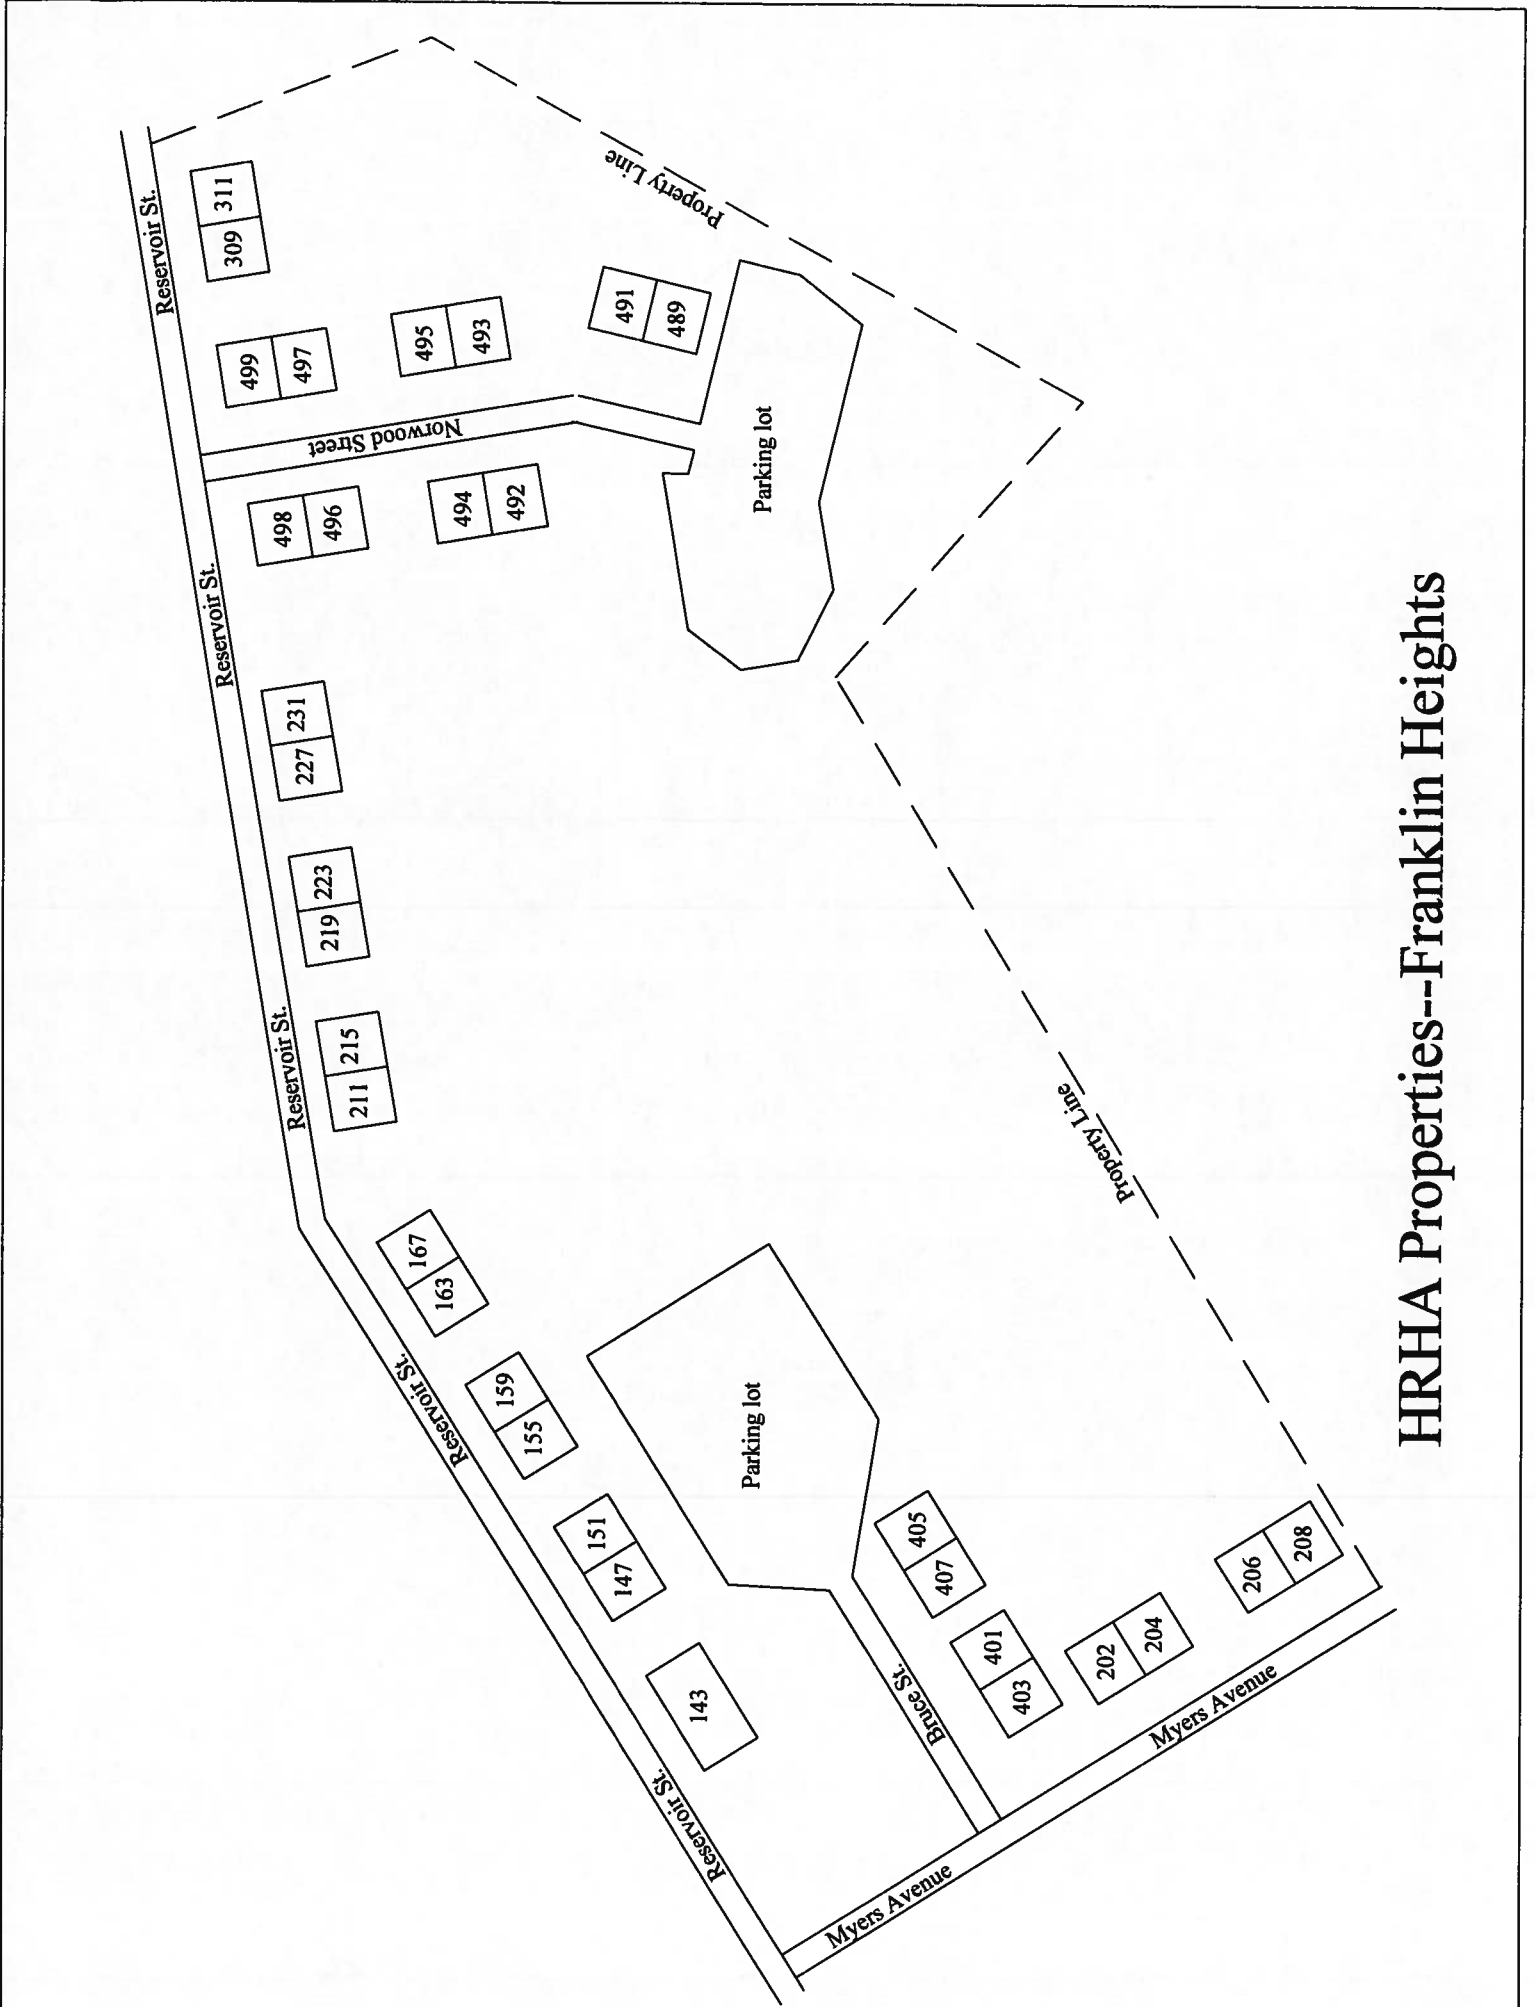 Reservoir St.
311
309
Property Line
499
497
495
493
491
489
Norwood Street
Parking lot
498
496
494
492
Reservoir St.
231
227
223
219
Reservoir St.
215
211
Property Line
167
163
Reservoir St.
159
155
Parking lot
151
147
143
405
407
401
403
Bruce St.
202
204
206
208
Reservoir St.
Myers Avenue
Myers Avenue
HRHA Properties--Franklin Heights